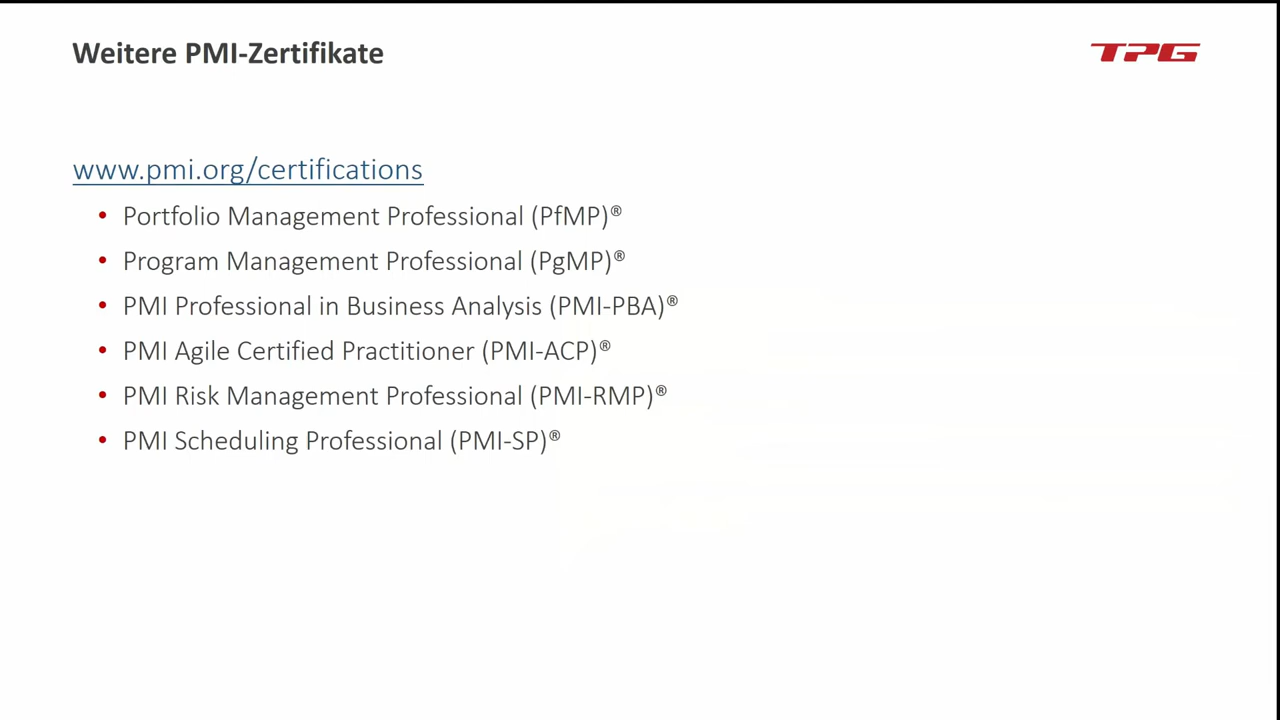 Weitere PMI-Zertifikate
TPG
www.pmi.org/certifications
• Portfolio Management Professional (PfMP)®
• Program Management Professional (PgMP)®
• PMI Professional in Business Analysis (PMI-PBA)®
• PMI Agile Certified Practitioner (PMI-ACP)®
• PMI Risk Management Professional (PMI-RMP)®
• PMI Scheduling Professional (PMI-SP)®